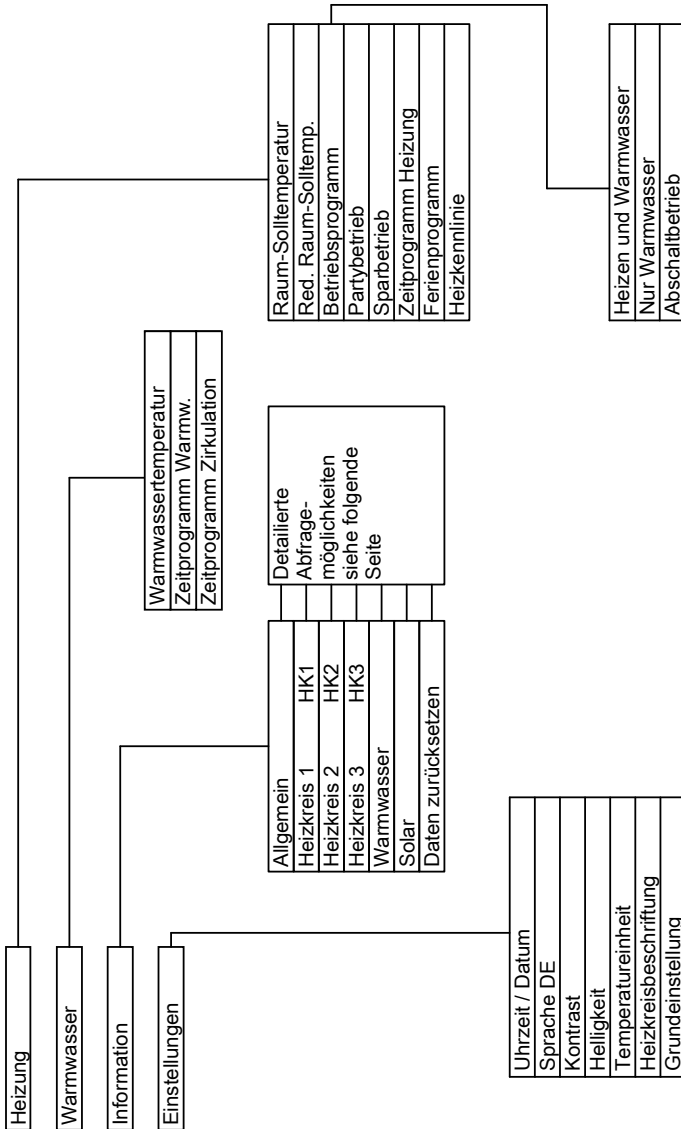 Heizung
Warmwasser
Information
Einstellungen
Raum-Solltemperatur
Red. Raum-Solltemp.
Betriebsprogramm
Partybetrieb
Sparbetrieb
Zeitprogramm Heizung
Ferienprogramm
Heizkennlinie
Heizen und Warmwasser
Nur Warmwasser
Abschaltbetrieb
Warmwassertemperatur
Zeitprogramm Warmw.
Zeitprogramm Zirkulation
Allgemein
Heizkreis 1 HK1
Heizkreis 2 HK2
Heizkreis 3 HK3
Warmwasser
Solar
Daten zurücksetzen
Detailierte
Abfrage-
möglichkeiten
siehe folgende
Seite
Uhrzeit / Datum
Sprache DE
Kontrast
Helligkeit
Temperatureinheit
Heizkreisbeschriftung
Grundeinstellung